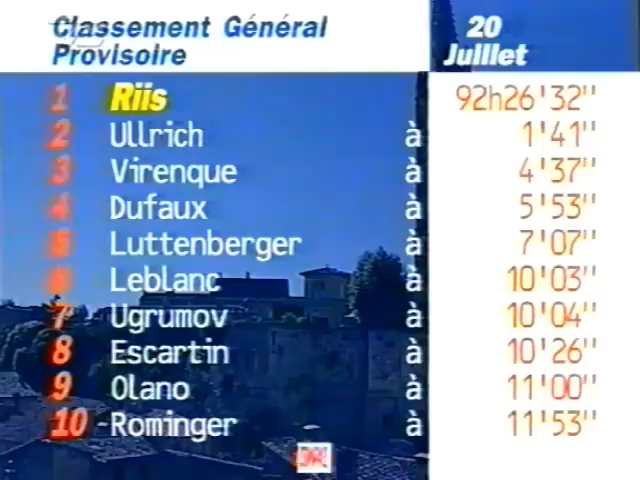 Classement Général
Provisoire
20
Juillet
1 Riis 92h26'32''
2 Ullrich à 1'41''
3 Virenque à 4'37''
4 Dufaux à 5'53''
5 Luttenberger à 7'07''
6 Leblanc à 10'03''
7 Ugrumov à 10'04''
8 Escartin à 10'26''
9 Olano à 11'00''
10 Rominger à 11'53''